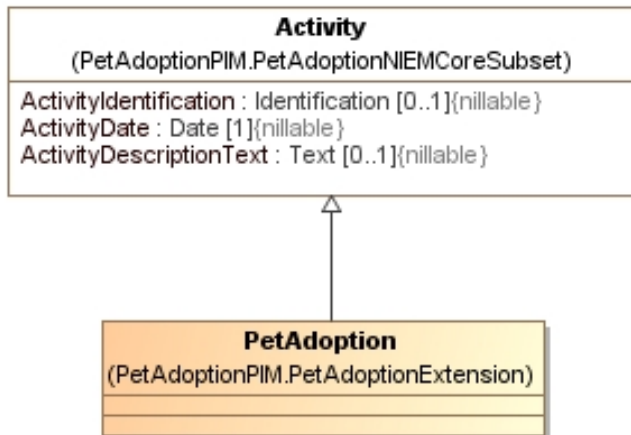 Activity
(PetAdoptionPIM.PetAdoptionNIEMCoreSubset)
ActivityIdentification : Identification [0..1]{nillable}
ActivityDate : Date [1]{nillable}
ActivityDescriptionText : Text [0..1]{nillable}
PetAdoption
(PetAdoptionPIM.PetAdoptionExtension)